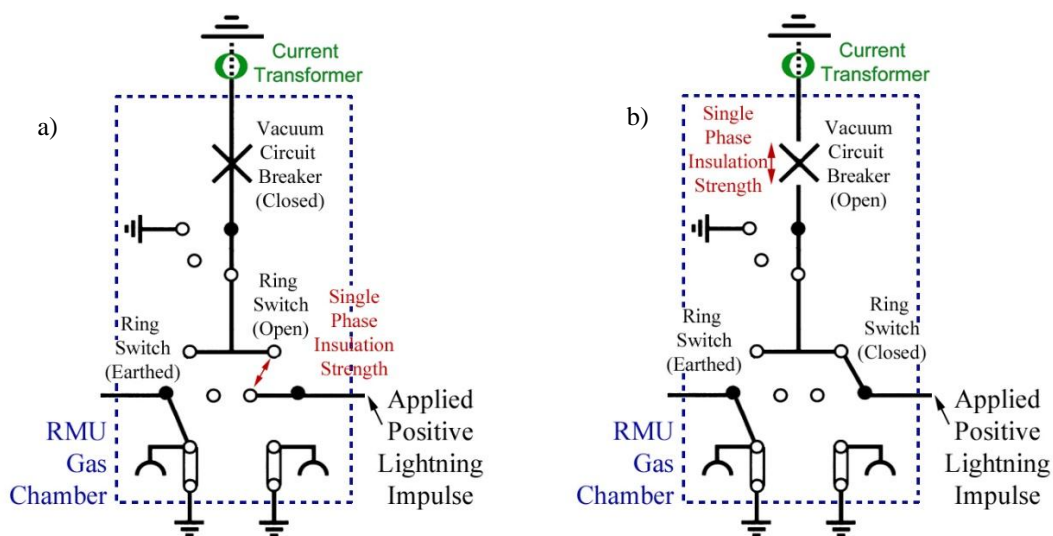 a)
Current
Transformer
Vacuum
Circuit
Breaker
(Closed)
Ring
Switch
(Open)
Single
Phase
Insulation
Strength
Ring
Switch
(Earthed)
RMU
Gas
Chamber
Applied
Positive
Lightning
Impulse
b)
Current
Transformer
Single
Phase
Insulation
Strength
Vacuum
Circuit
Breaker
(Open)
Ring
Switch
(Earthed)
Ring
Switch
(Closed)
RMU
Gas
Chamber
Applied
Positive
Lightning
Impulse